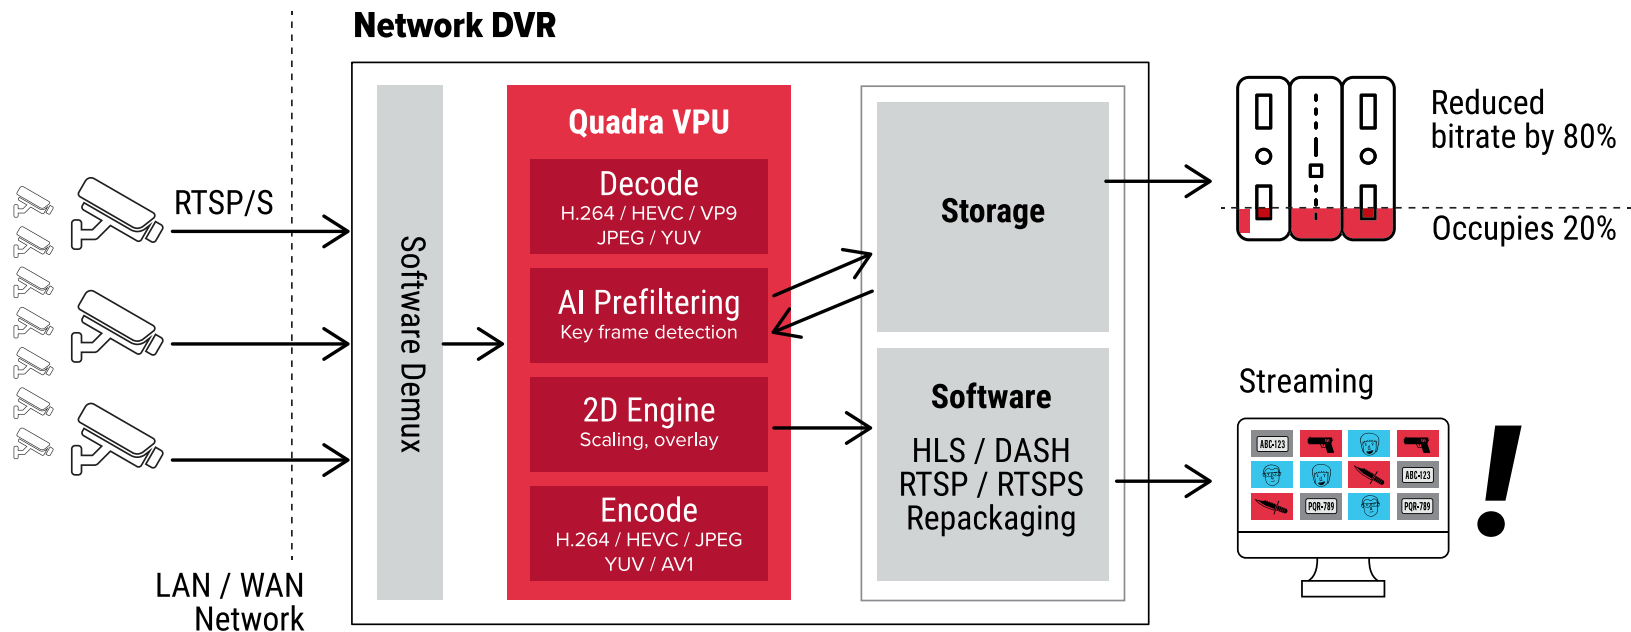 Network DVR
RTSP/S
LAN / WAN
Network
Software Demux
Quadra VPU
Decode
H.264 / HEVC / VP9
JPEG / YUV
AI Prefiltering
Key frame detection
2D Engine
Scaling, overlay
Encode
H.264 / HEVC / JPEG
YUV / AV1
Storage
Software
HLS / DASH
RTSP / RTSPS
Repackaging
Reduced
bitrate by 80%
Occupies 20%
Streaming
ABC-123
ABC-123
PQR-789
PQR-789
!